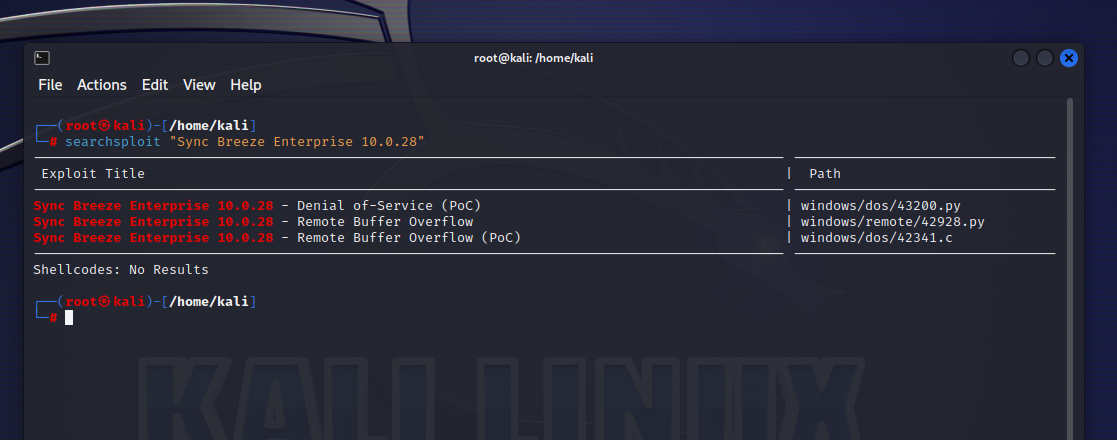 root@kali: /home/kali
File Actions Edit View Help
┌──(root㉿kali)-[/home/kali]
└─# searchsploit "Sync Breeze Enterprise 10.0.28"
Exploit Title | Path
Sync Breeze Enterprise 10.0.28 - Denial of-Service (PoC) | windows/dos/43200.py
Sync Breeze Enterprise 10.0.28 - Remote Buffer Overflow | windows/remote/42928.py
Sync Breeze Enterprise 10.0.28 - Remote Buffer Overflow (PoC) | windows/dos/42341.c
Shellcodes: No Results
┌──(root㉿kali)-[/home/kali]
└─#
KALI LINUX